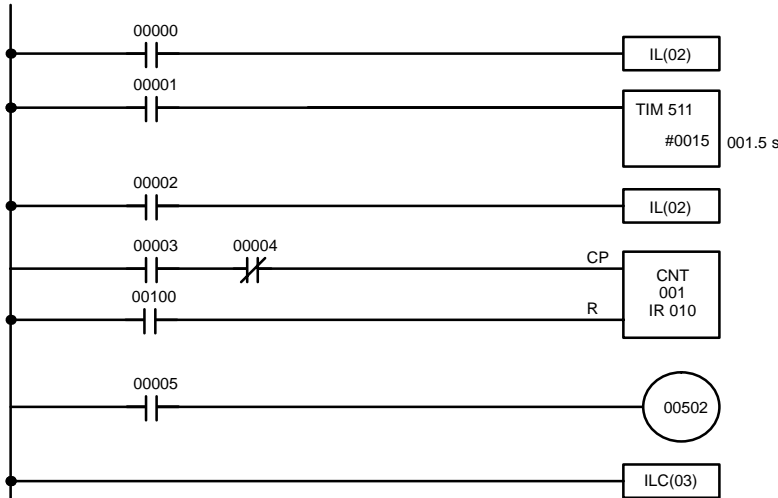 00000
IL(02)
00001
TIM 511
#0015
001.5 s
00002
IL(02)
00003
00004
CP
CNT
001
IR 010
00100
R
00005
00502
ILC(03)